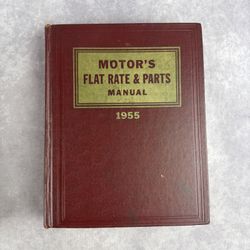 MOTOR'S
FLAT RATE & PARTS
MANUAL
1955